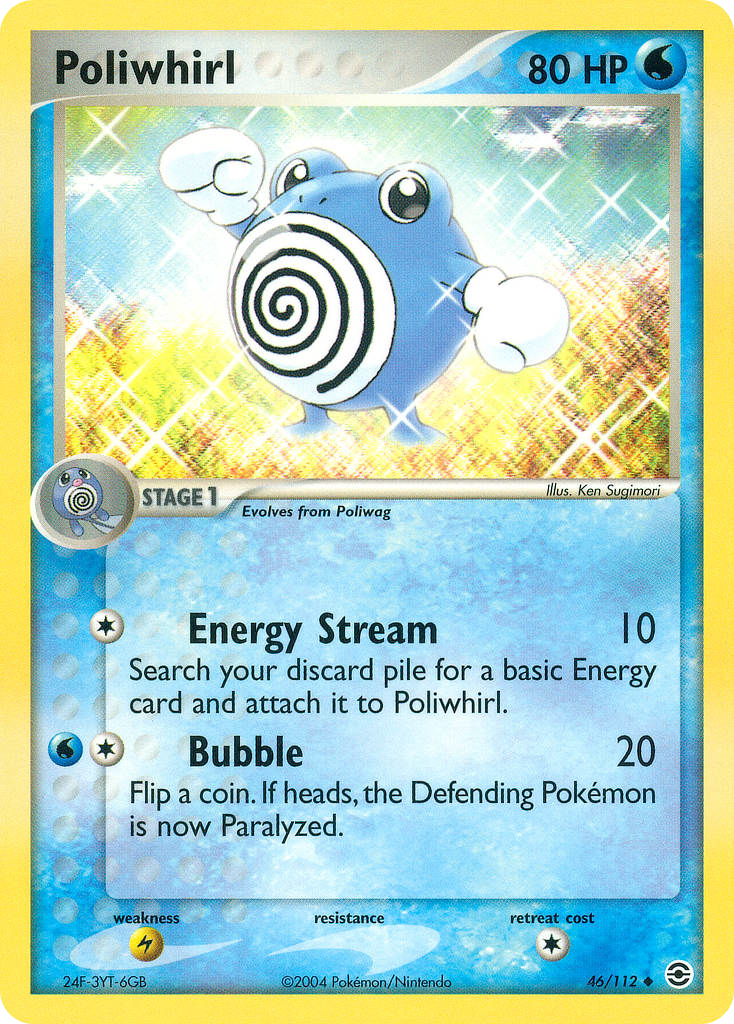 Poliwhirl 80 HP
STAGE 1
Evolves from Poliwag
Illus. Ken Sugimori
Energy Stream 10
Search your discard pile for a basic Energy
card and attach it to Poliwhirl.
Bubble 20
Flip a coin. If heads, the Defending Pokémon
is now Paralyzed.
weakness resistance retreat cost
24F-3YT-6GB ©2004 Pokémon/Nintendo 46/112